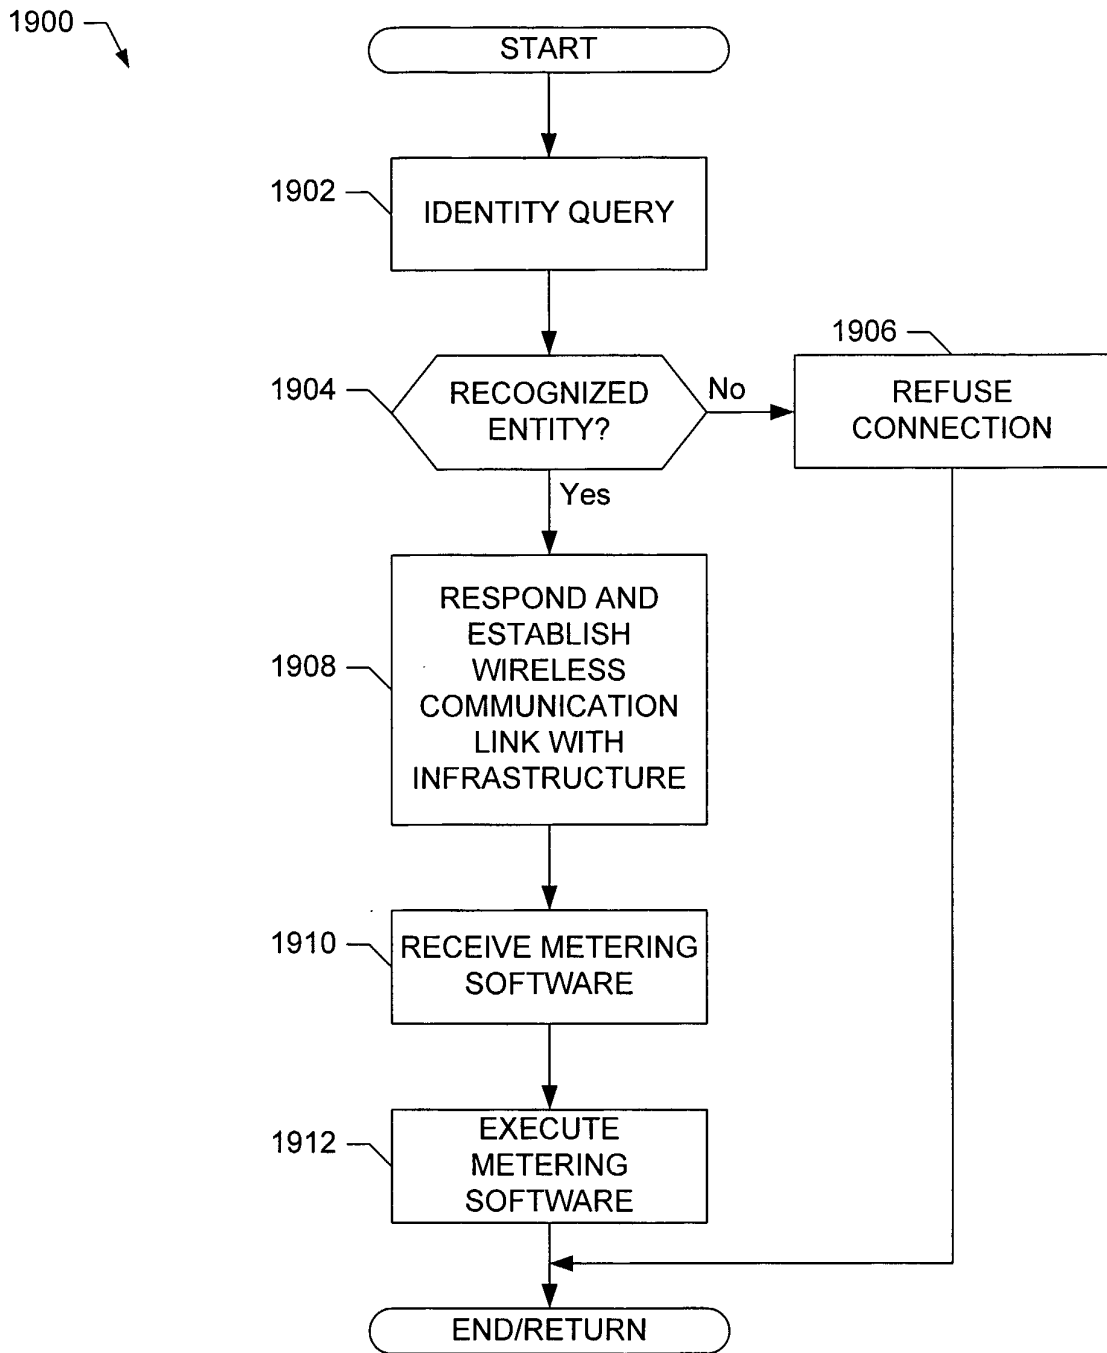 1900
START
1902
IDENTITY QUERY
1904
RECOGNIZED
ENTITY?
No
1906
REFUSE
CONNECTION
Yes
1908
RESPOND AND
ESTABLISH
WIRELESS
COMMUNICATION
LINK WITH
INFRASTRUCTURE
1910
RECEIVE METERING
SOFTWARE
1912
EXECUTE
METERING
SOFTWARE
END/RETURN